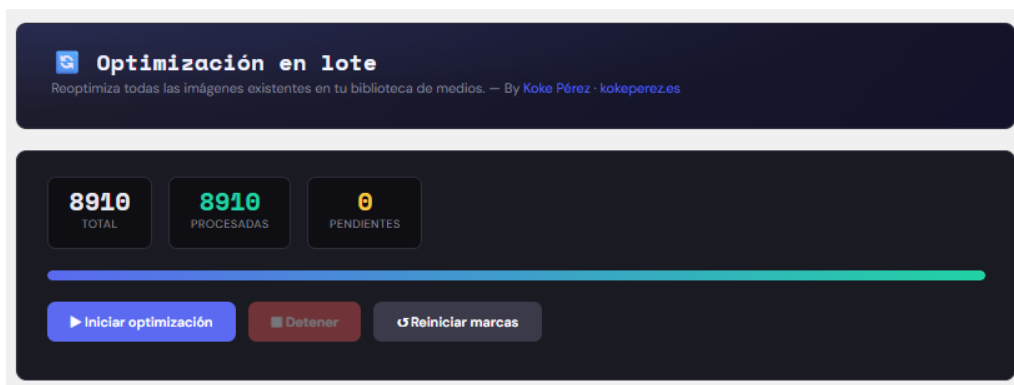 Optimización en lote
Reoptimiza todas las imágenes existentes en tu biblioteca de medios. — By Koke Pérez · kokeperez.es
8910 8910 0
TOTAL PROCESADAS PENDIENTES
Iniciar optimización Detener Reiniciar marcas